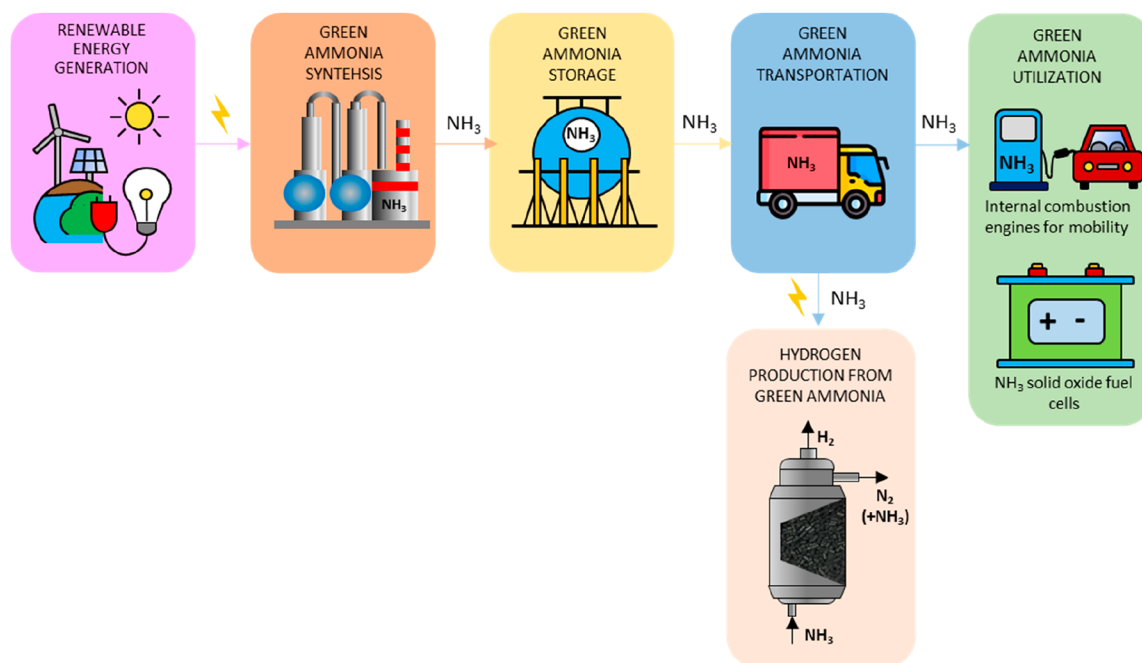 RENEWABLE
ENERGY
GENERATION
GREEN
AMMONIA
SYNTEHSIS
NH₃
NH₃
GREEN
AMMONIA
STORAGE
NH₃
NH₃
GREEN
AMMONIA
TRANSPORTATION
NH₃
NH₃
GREEN
AMMONIA
UTILIZATION
NH₃
Internal combustion
engines for mobility
+ -
NH₃ solid oxide fuel
cells
NH₃
HYDROGEN
PRODUCTION FROM
GREEN AMMONIA
H₂
N₂
(+NH₃)
NH₃